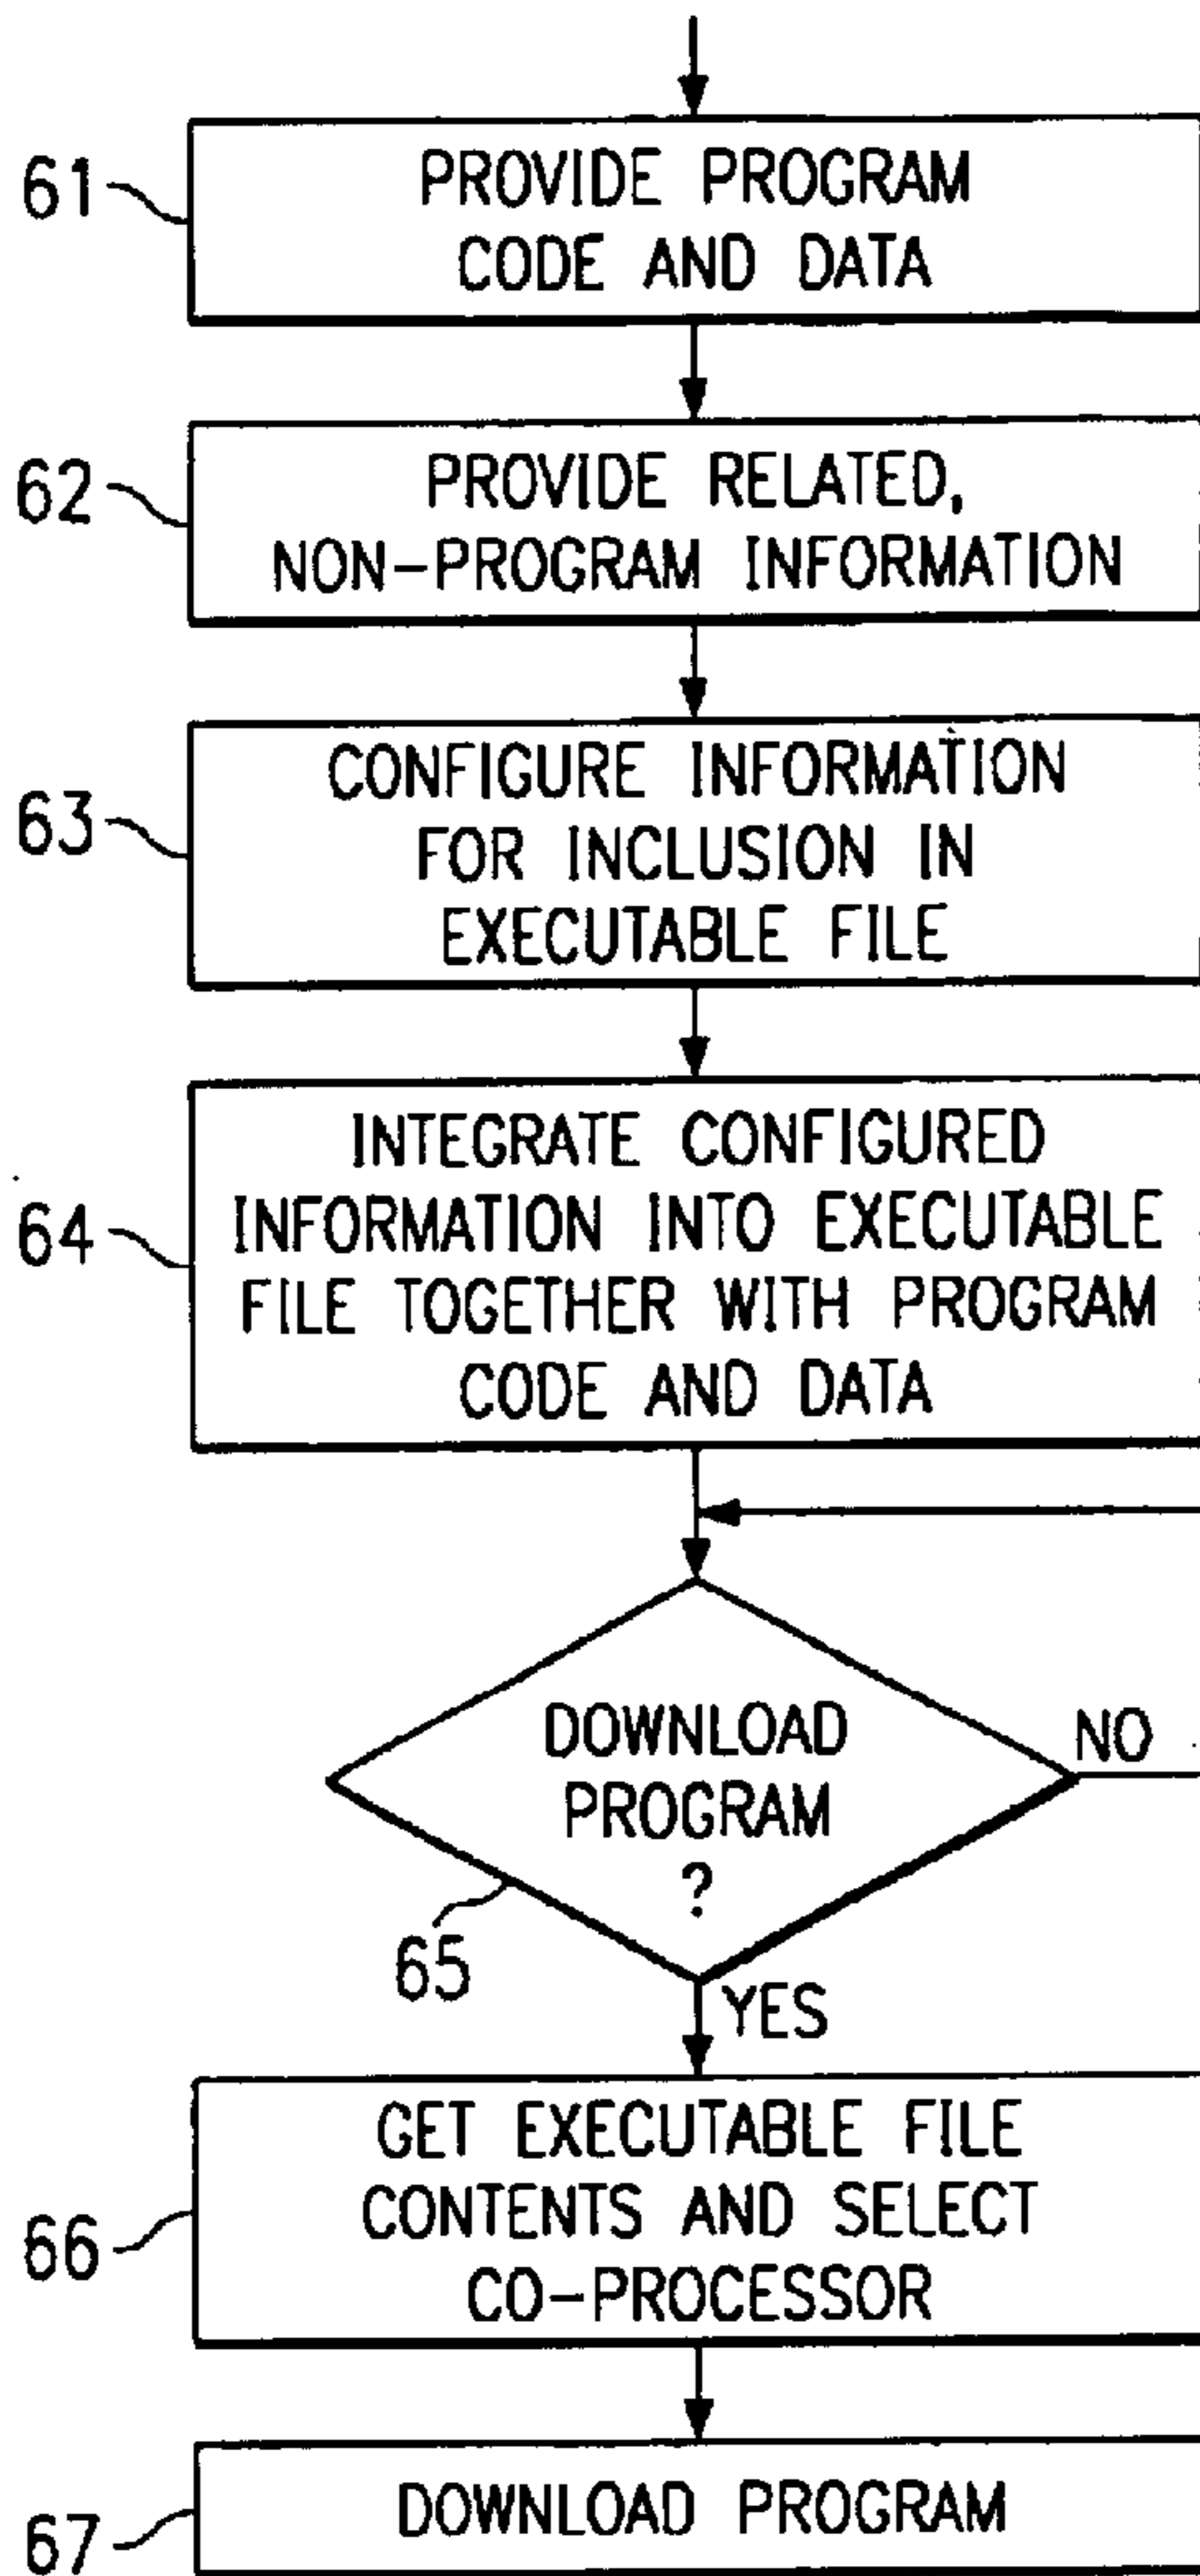 61
PROVIDE PROGRAM
CODE AND DATA
62
PROVIDE RELATED,
NON-PROGRAM INFORMATION
63
CONFIGURE INFORMATION
FOR INCLUSION IN
EXECUTABLE FILE
64
INTEGRATE CONFIGURED
INFORMATION INTO EXECUTABLE
FILE TOGETHER WITH PROGRAM
CODE AND DATA
DOWNLOAD
PROGRAM
?
NO
65
YES
66
GET EXECUTABLE FILE
CONTENTS AND SELECT
CO-PROCESSOR
67
DOWNLOAD PROGRAM